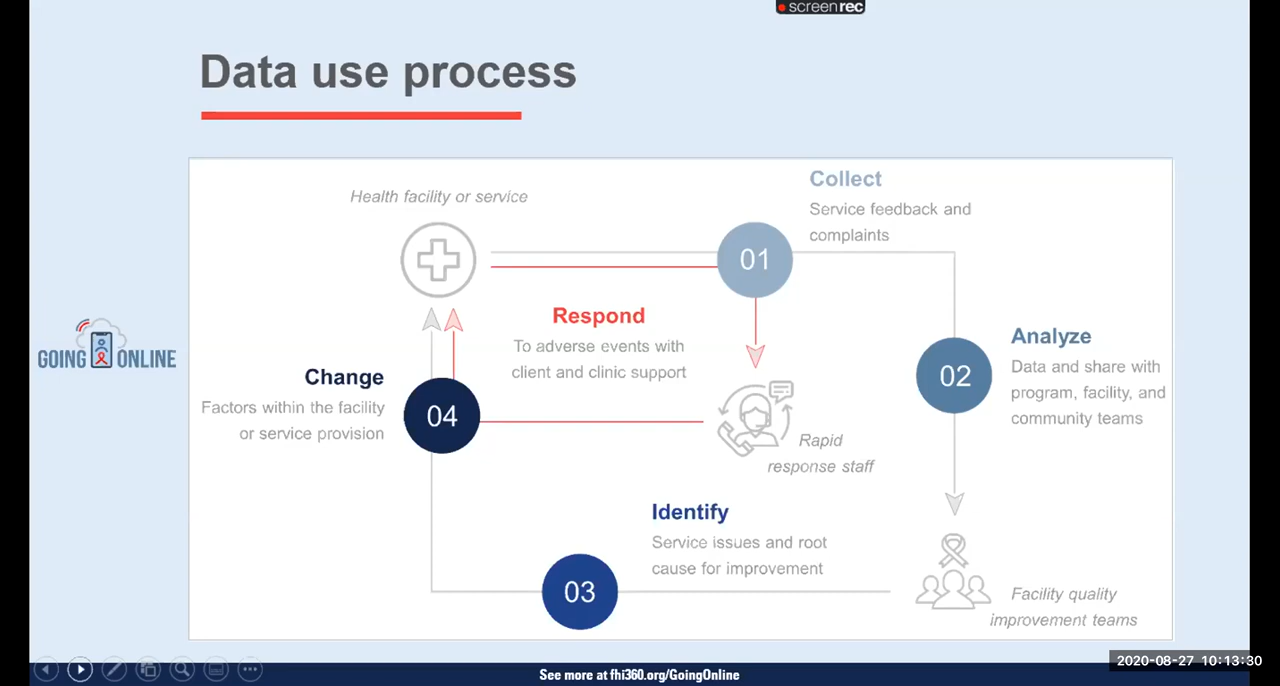 screenrec
Data use process
Health facility or service
01
Collect
Service feedback and
complaints
Respond
To adverse events with
client and clinic support
02
Analyze
Data and share with
program, facility, and
community teams
Change
Factors within the facility
or service provision
04
Rapid
response staff
Identify
Service issues and root
cause for improvement
03
Facility quality
improvement teams
GOING ONLINE
See more at fhi360.org/GoingOnline
2020-08-27 10:13:30